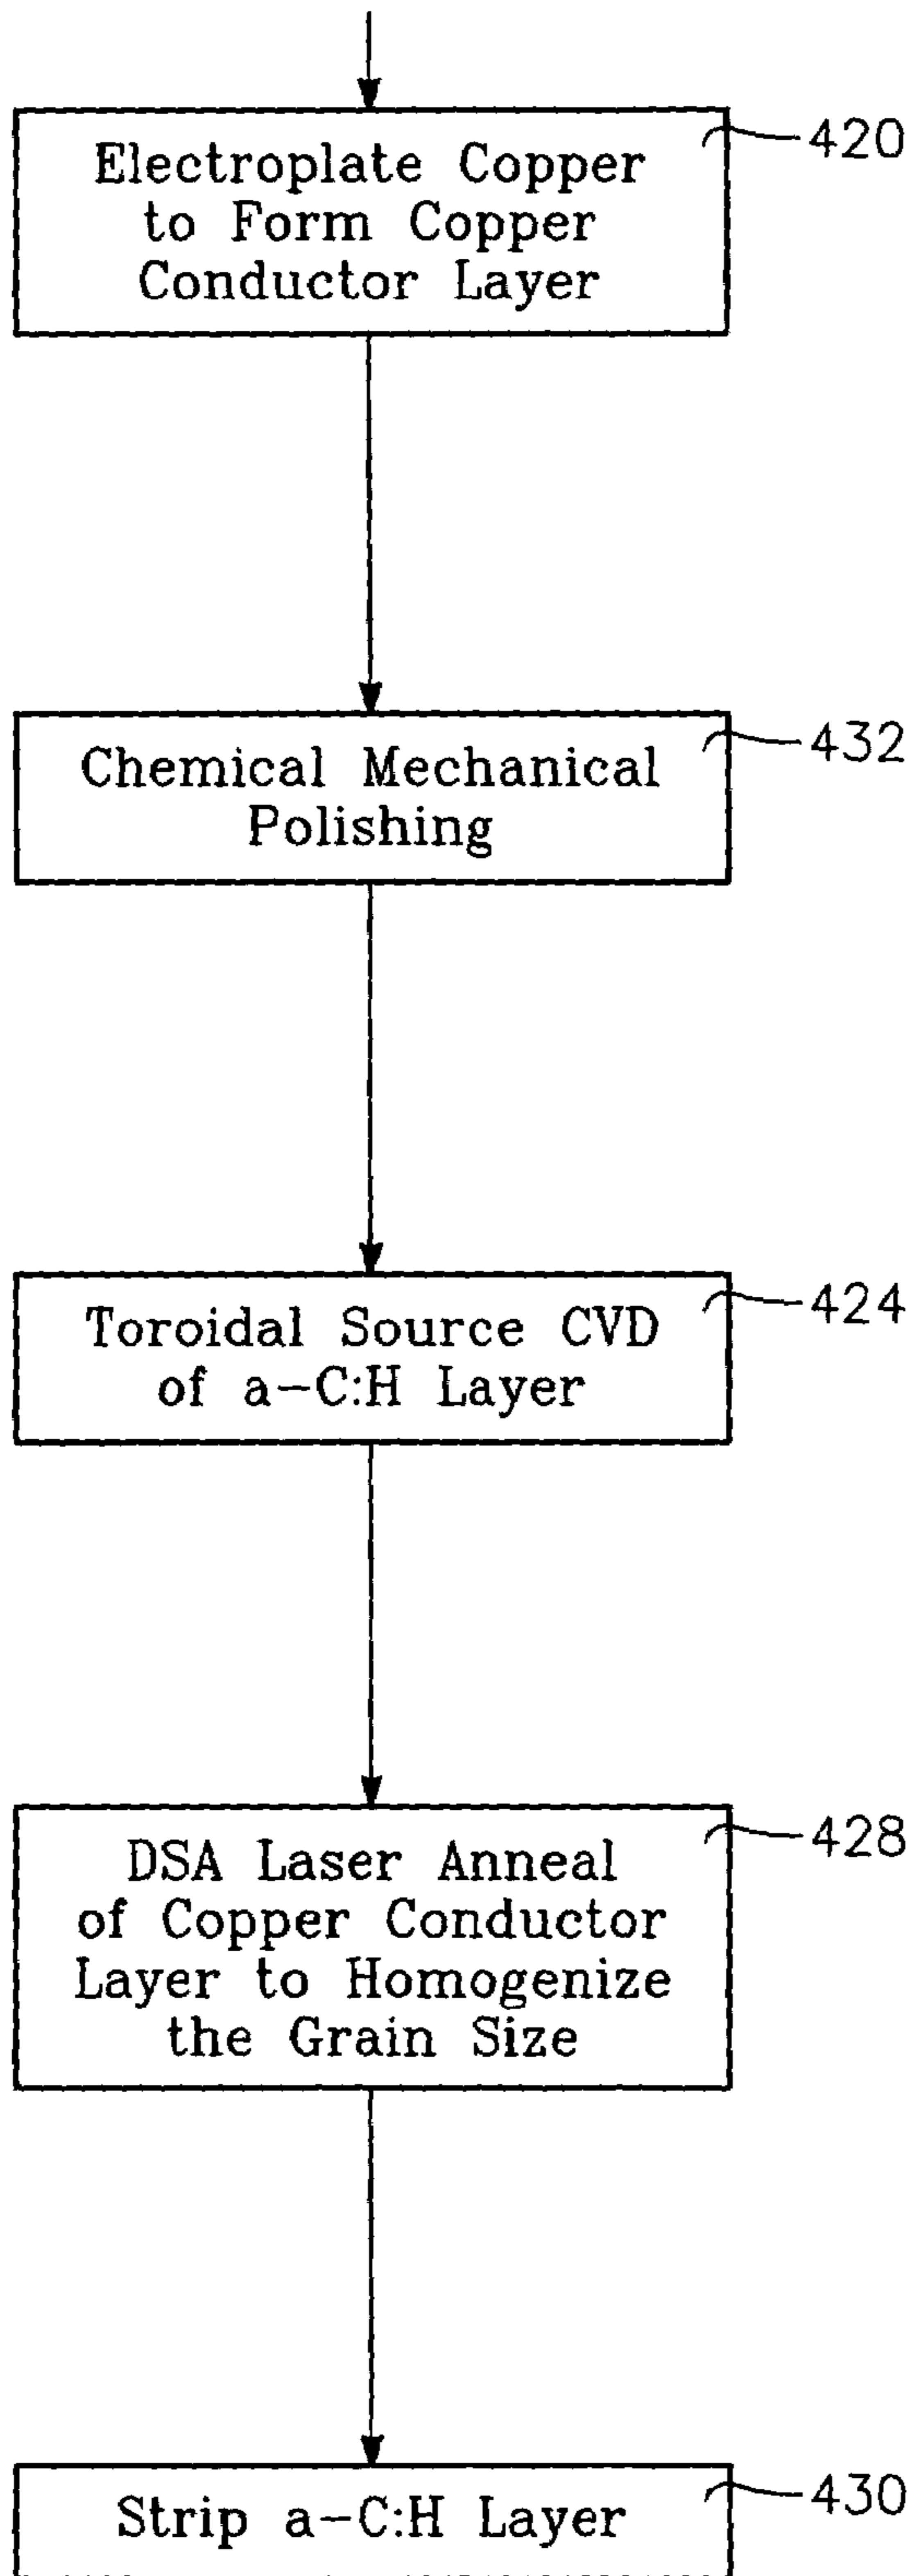 Electroplate Copper
to Form Copper
Conductor Layer
420
Chemical Mechanical
Polishing
432
Toroidal Source CVD
of a-C:H Layer
424
DSA Laser Anneal
of Copper Conductor
Layer to Homogenize
the Grain Size
428
Strip a-C:H Layer
430